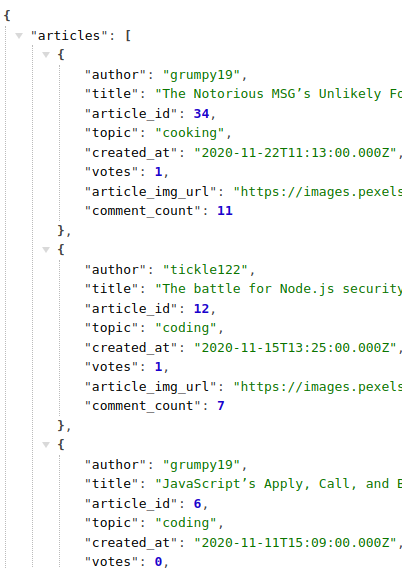 {
"articles": [
{
"author": "grumpy19",
"title": "The Notorious MSG’s Unlikely Fo
"article_id": 34,
"topic": "cooking",
"created_at": "2020-11-22T11:13:00.000Z",
"votes": 1,
"article_img_url": "https://images.pexels
"comment_count": 11
},
{
"author": "tickle122",
"title": "The battle for Node.js security
"article_id": 12,
"topic": "coding",
"created_at": "2020-11-15T13:25:00.000Z",
"votes": 1,
"article_img_url": "https://images.pexels
"comment_count": 7
},
{
"author": "grumpy19",
"title": "JavaScript’s Apply, Call, and B
"article_id": 6,
"topic": "coding",
"created_at": "2020-11-11T15:09:00.000Z",
"votes": 0,